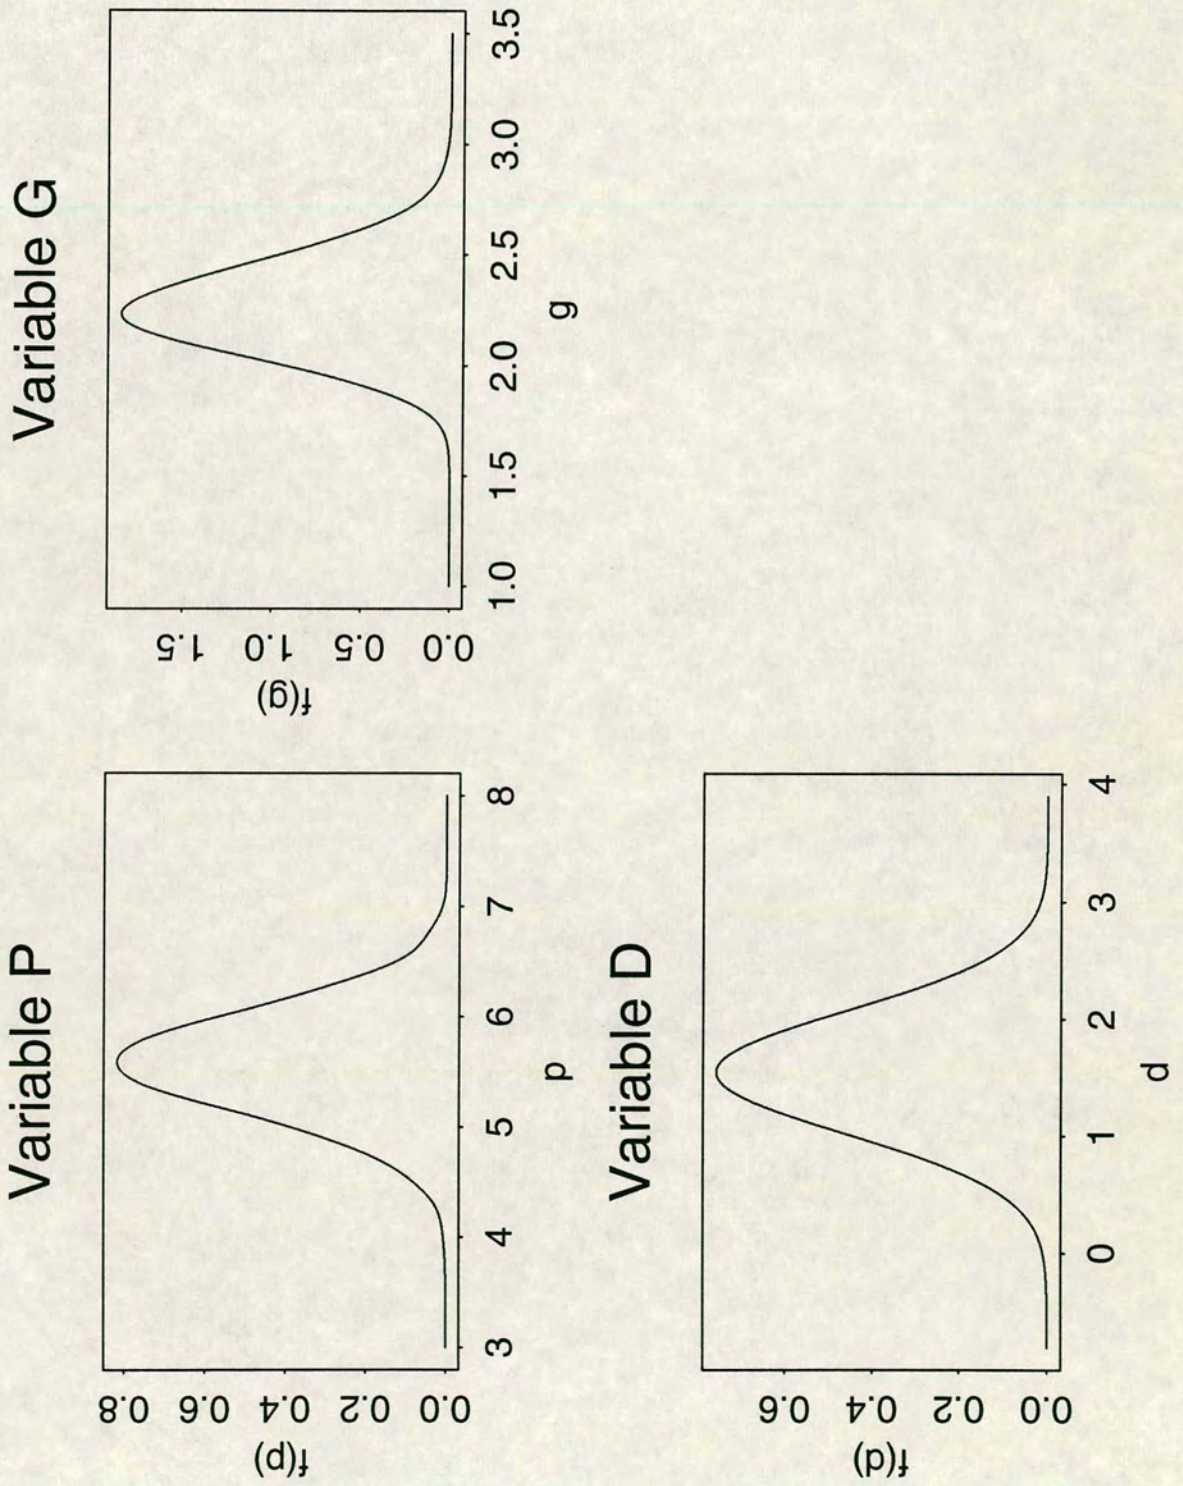 Variable P
f(p)
0.0 0.2 0.4 0.6 0.8
3 4 5 6 7 8
p
Variable G
f(g)
0.0 0.5 1.0 1.5
1.0 1.5 2.0 2.5 3.0 3.5
g
Variable D
f(d)
0.0 0.2 0.4 0.6
0 1 2 3 4
d